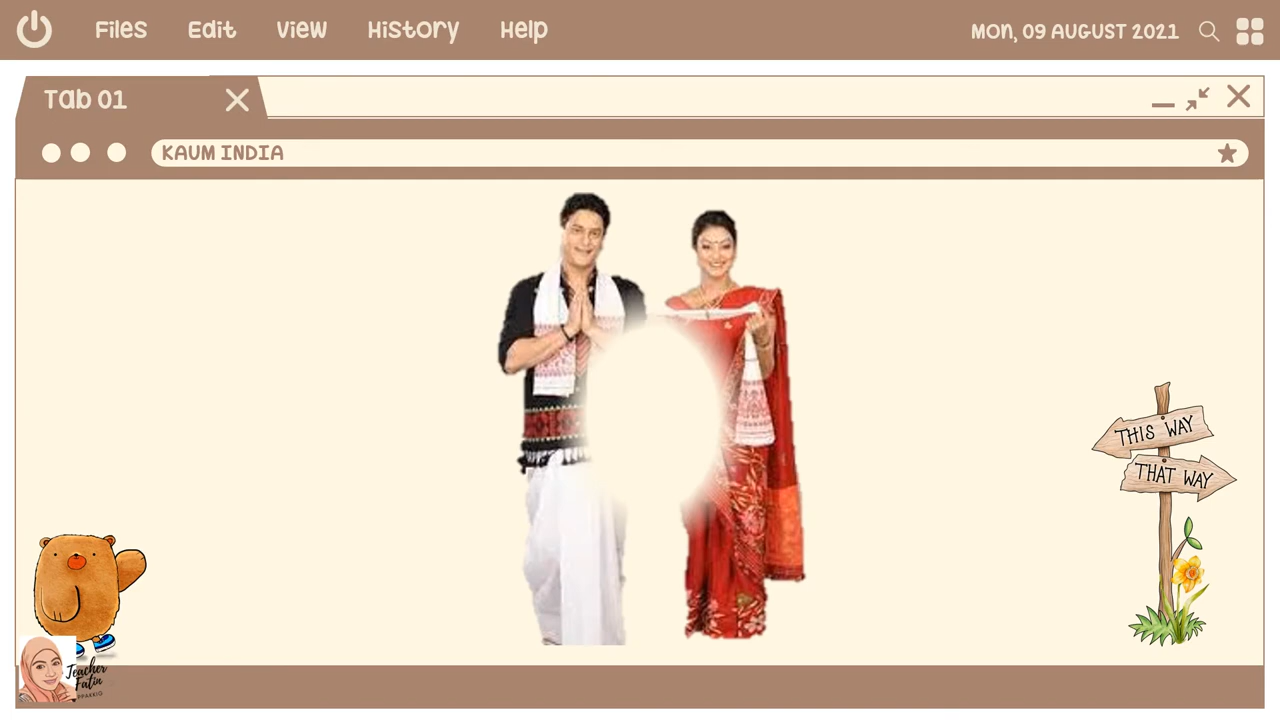 Files Edit View History Help MON, 09 AUGUST 2021
Tab 01
KAUM INDIA
THIS WAY
THAT WAY
Teacher
Fatin